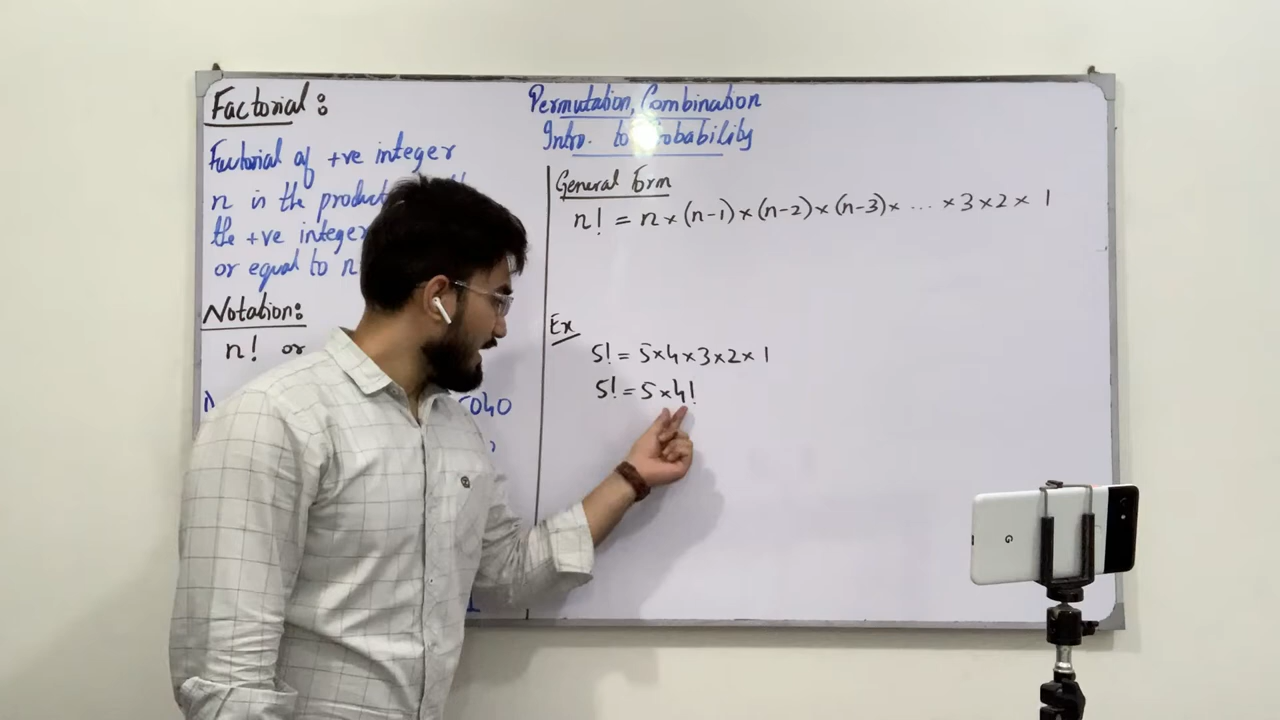 Permutation, Combination
Intro. to Probability
Factorial :
Factorial of +ve integer
n is the product
the +ve integer
or equal to n
Notation:
n! or
5040
General Form
n! = n × (n-1) × (n-2) × (n-3) × ... × 3 × 2 × 1
Ex
5! = 5×4×3×2×1
5! = 5×4!
G